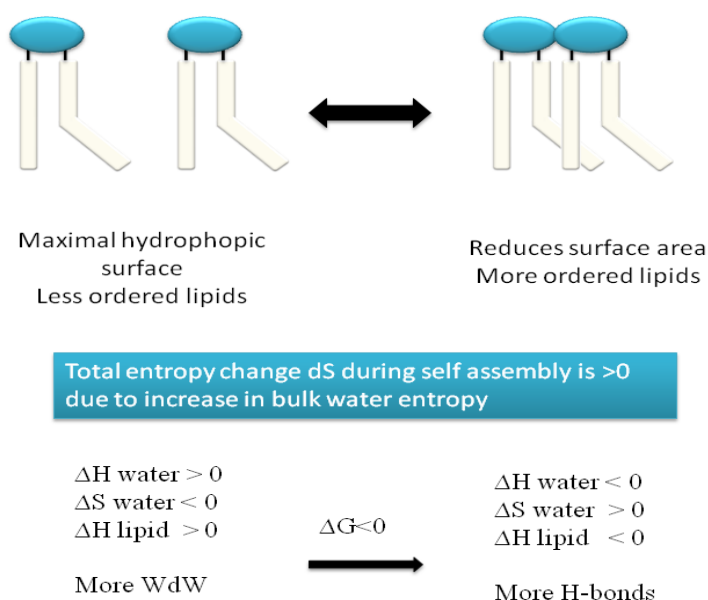 Maximal hydrophopic
surface
Less ordered lipids
Reduces surface area
More ordered lipids
Total entropy change dS during self assembly is >0
due to increase in bulk water entropy
ΔH water > 0
ΔS water < 0
ΔH lipid > 0
More WdW
ΔG<0
ΔH water < 0
ΔS water > 0
ΔH lipid < 0
More H-bonds